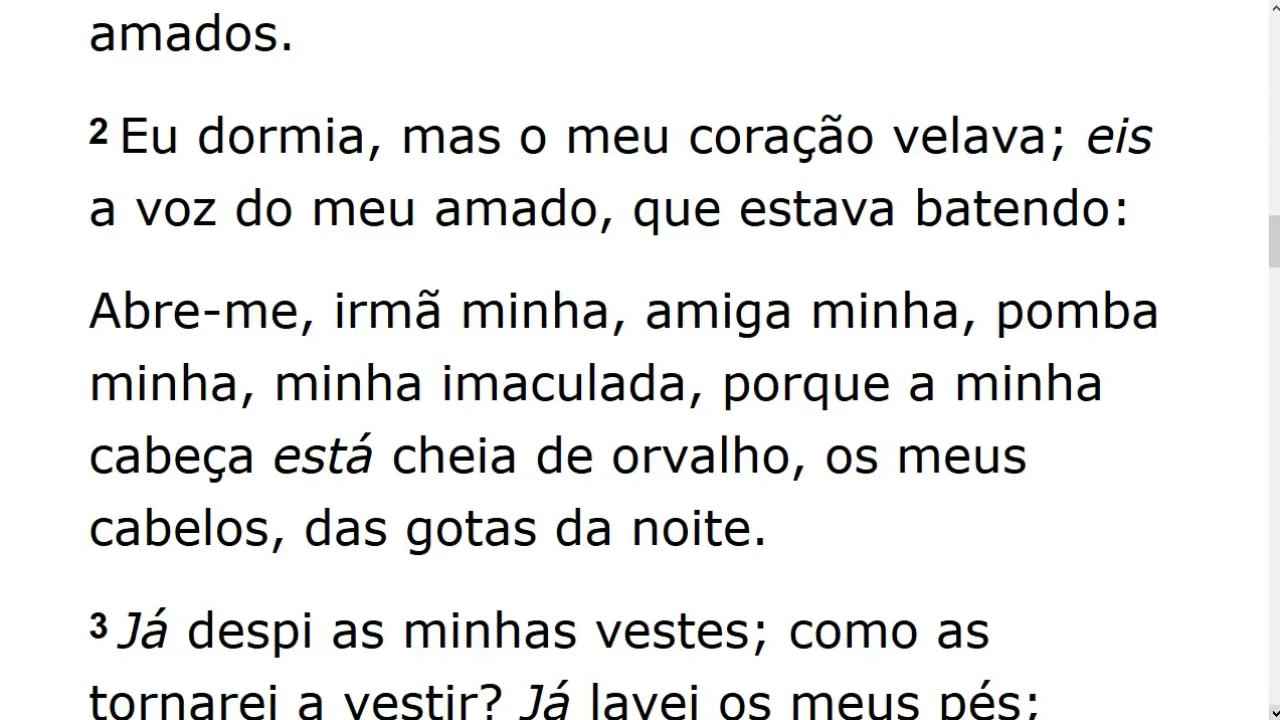 amados.
2 Eu dormia, mas o meu coração velava; eis
a voz do meu amado, que estava batendo:
Abre-me, irmã minha, amiga minha, pomba
minha, minha imaculada, porque a minha
cabeça está cheia de orvalho, os meus
cabelos, das gotas da noite.
3 Já despi as minhas vestes; como as
tornarei a vestir? Já lavei os meus pés;